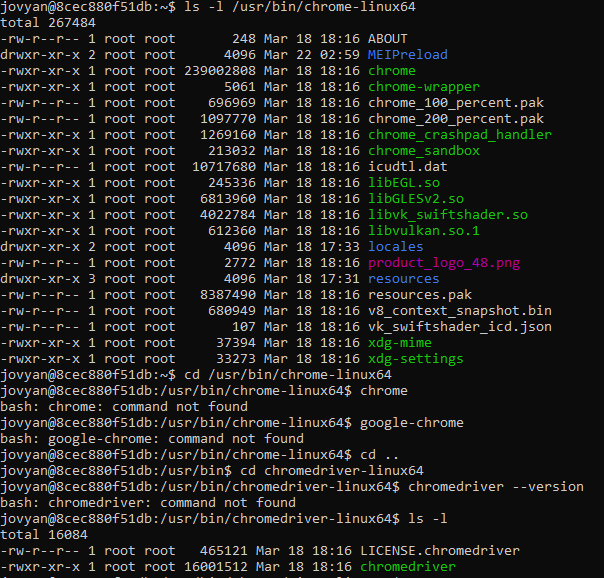 jovyan@8cec880f51db:~$ ls -l /usr/bin/chrome-linux64
total 267484
-rw-r--r-- 1 root root       248 Mar 18 18:16 ABOUT
drwxr-xr-x 2 root root      4096 Mar 22 02:59 MEIPreload
-rwxr-xr-x 1 root root 239002808 Mar 18 18:16 chrome
-rwxr-xr-x 1 root root      5061 Mar 18 18:16 chrome-wrapper
-rw-r--r-- 1 root root    696969 Mar 18 18:16 chrome_100_percent.pak
-rw-r--r-- 1 root root   1097770 Mar 18 18:16 chrome_200_percent.pak
-rwxr-xr-x 1 root root   1269160 Mar 18 18:16 chrome_crashpad_handler
-rwxr-xr-x 1 root root    213032 Mar 18 18:16 chrome_sandbox
-rw-r--r-- 1 root root  10717680 Mar 18 18:16 icudtl.dat
-rwxr-xr-x 1 root root    245336 Mar 18 18:16 libEGL.so
-rwxr-xr-x 1 root root   6813960 Mar 18 18:16 libGLESv2.so
-rwxr-xr-x 1 root root   4022784 Mar 18 18:16 libvk_swiftshader.so
-rwxr-xr-x 1 root root    612360 Mar 18 18:16 libvulkan.so.1
drwxr-xr-x 2 root root      4096 Mar 18 17:33 locales
-rw-r--r-- 1 root root      2772 Mar 18 18:16 product_logo_48.png
drwxr-xr-x 3 root root      4096 Mar 18 17:31 resources
-rw-r--r-- 1 root root   8387490 Mar 18 18:16 resources.pak
-rw-r--r-- 1 root root    680949 Mar 18 18:16 v8_context_snapshot.bin
-rw-r--r-- 1 root root       107 Mar 18 18:16 vk_swiftshader_icd.json
-rwxr-xr-x 1 root root     37394 Mar 18 18:16 xdg-mime
-rwxr-xr-x 1 root root     33273 Mar 18 18:16 xdg-settings
jovyan@8cec880f51db:~$ cd /usr/bin/chrome-linux64
jovyan@8cec880f51db:/usr/bin/chrome-linux64$ chrome
bash: chrome: command not found
jovyan@8cec880f51db:/usr/bin/chrome-linux64$ google-chrome
bash: google-chrome: command not found
jovyan@8cec880f51db:/usr/bin/chrome-linux64$ cd ..
jovyan@8cec880f51db:/usr/bin$ cd chromedriver-linux64
jovyan@8cec880f51db:/usr/bin/chromedriver-linux64$ chromedriver --version
bash: chromedriver: command not found
jovyan@8cec880f51db:/usr/bin/chromedriver-linux64$ ls -l
total 16084
-rw-r--r-- 1 root root   465121 Mar 18 18:16 LICENSE.chromedriver
-rwxr-xr-x 1 root root 16001512 Mar 18 18:16 chromedriver